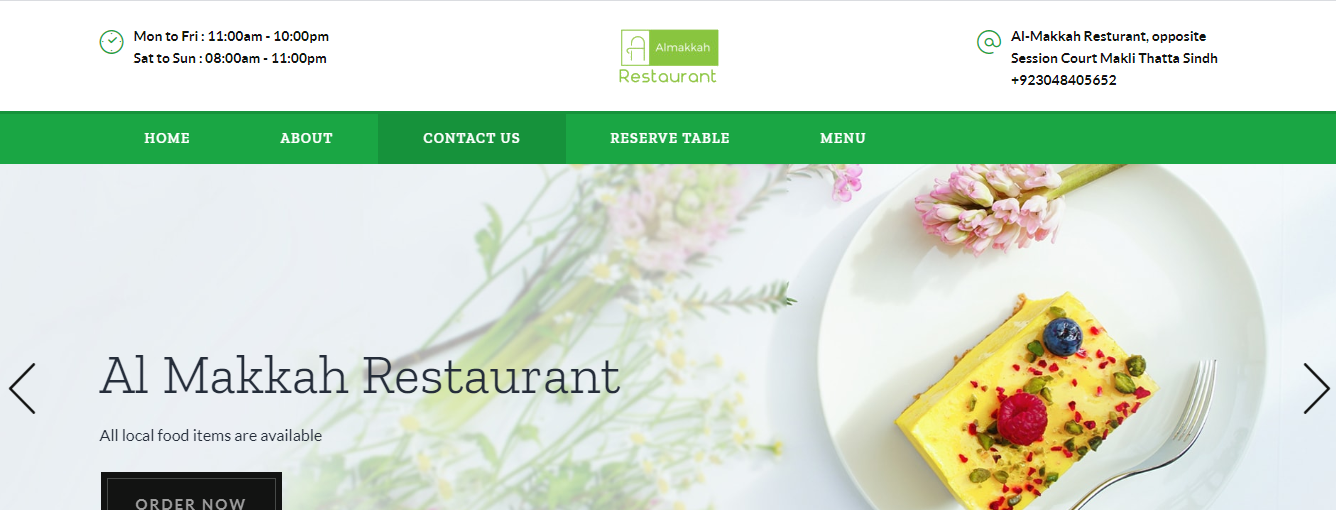 Mon to Fri : 11:00am - 10:00pm
Sat to Sun : 08:00am - 11:00pm
Almakkah
Restaurant
Al-Makkah Resturant, opposite
Session Court Makli Thatta Sindh
+923048405652
HOME ABOUT CONTACT US RESERVE TABLE MENU
Al Makkah Restaurant
All local food items are available
ORDER NOW